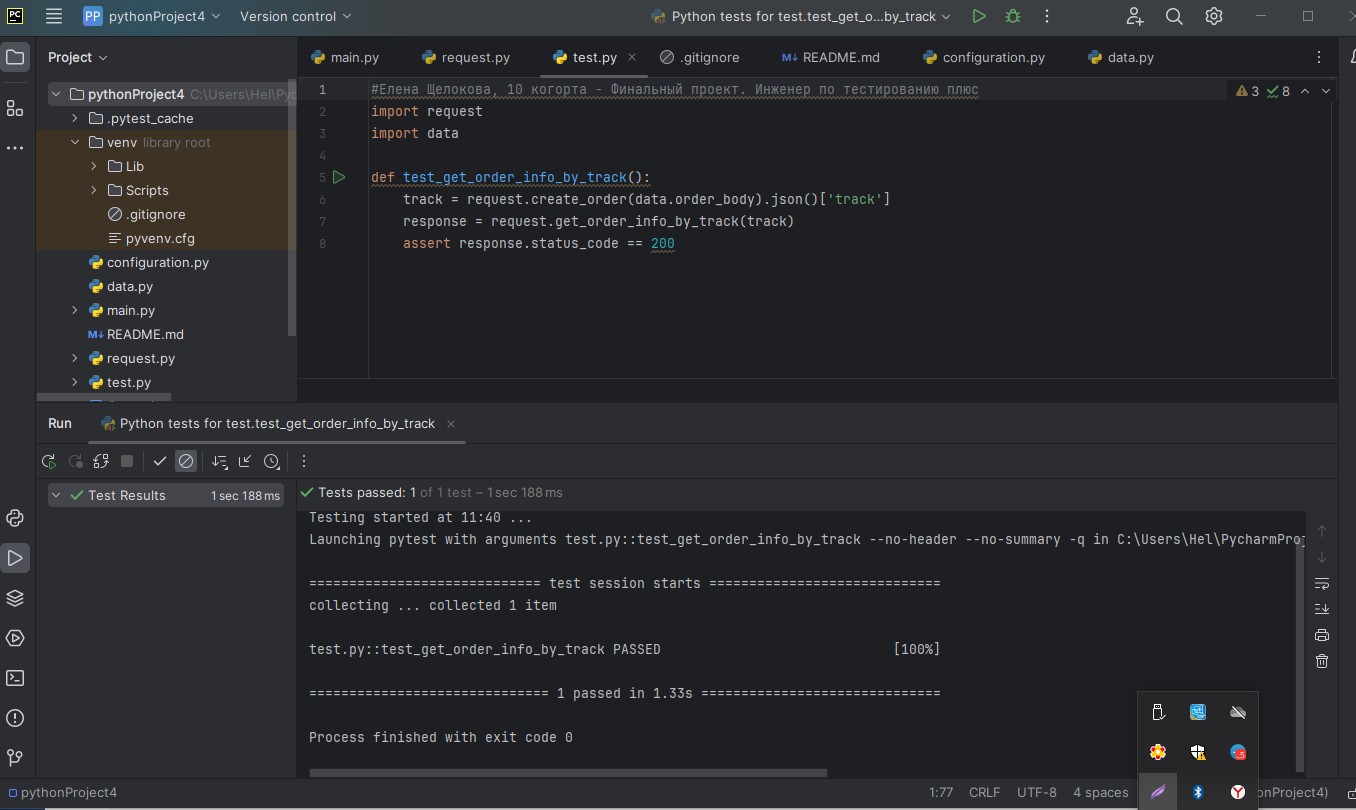 PC
PP pythonProject4 Version control Python tests for test.test_get_o...by_track
Project
main.py request.py test.py .gitignore README.md configuration.py data.py
pythonProject4 C:\Users\Hel\Pyc
.pytest_cache
venv library root
Lib
Scripts
.gitignore
pyvenv.cfg
configuration.py
data.py
main.py
M↓ README.md
request.py
test.py
3 8
1 #Елена Щелокова, 10 когорта - Финальный проект. Инженер по тестированию плюс
2 import request
3 import data
4
5 def test_get_order_info_by_track():
6 track = request.create_order(data.order_body).json()['track']
7 response = request.get_order_info_by_track(track)
8 assert response.status_code == 200
Run Python tests for test.test_get_order_info_by_track
Test Results 1 sec 188 ms
Tests passed: 1 of 1 test – 1 sec 188 ms
Testing started at 11:40 ...
Launching pytest with arguments test.py::test_get_order_info_by_track --no-header --no-summary -q in C:\Users\Hel\PycharmProj
============================= test session starts =============================
collecting ... collected 1 item
test.py::test_get_order_info_by_track PASSED [100%]
============================== 1 passed in 1.33s ==============================
Process finished with exit code 0
pythonProject4 1:77 CRLF UTF-8 4 spaces onProject4)